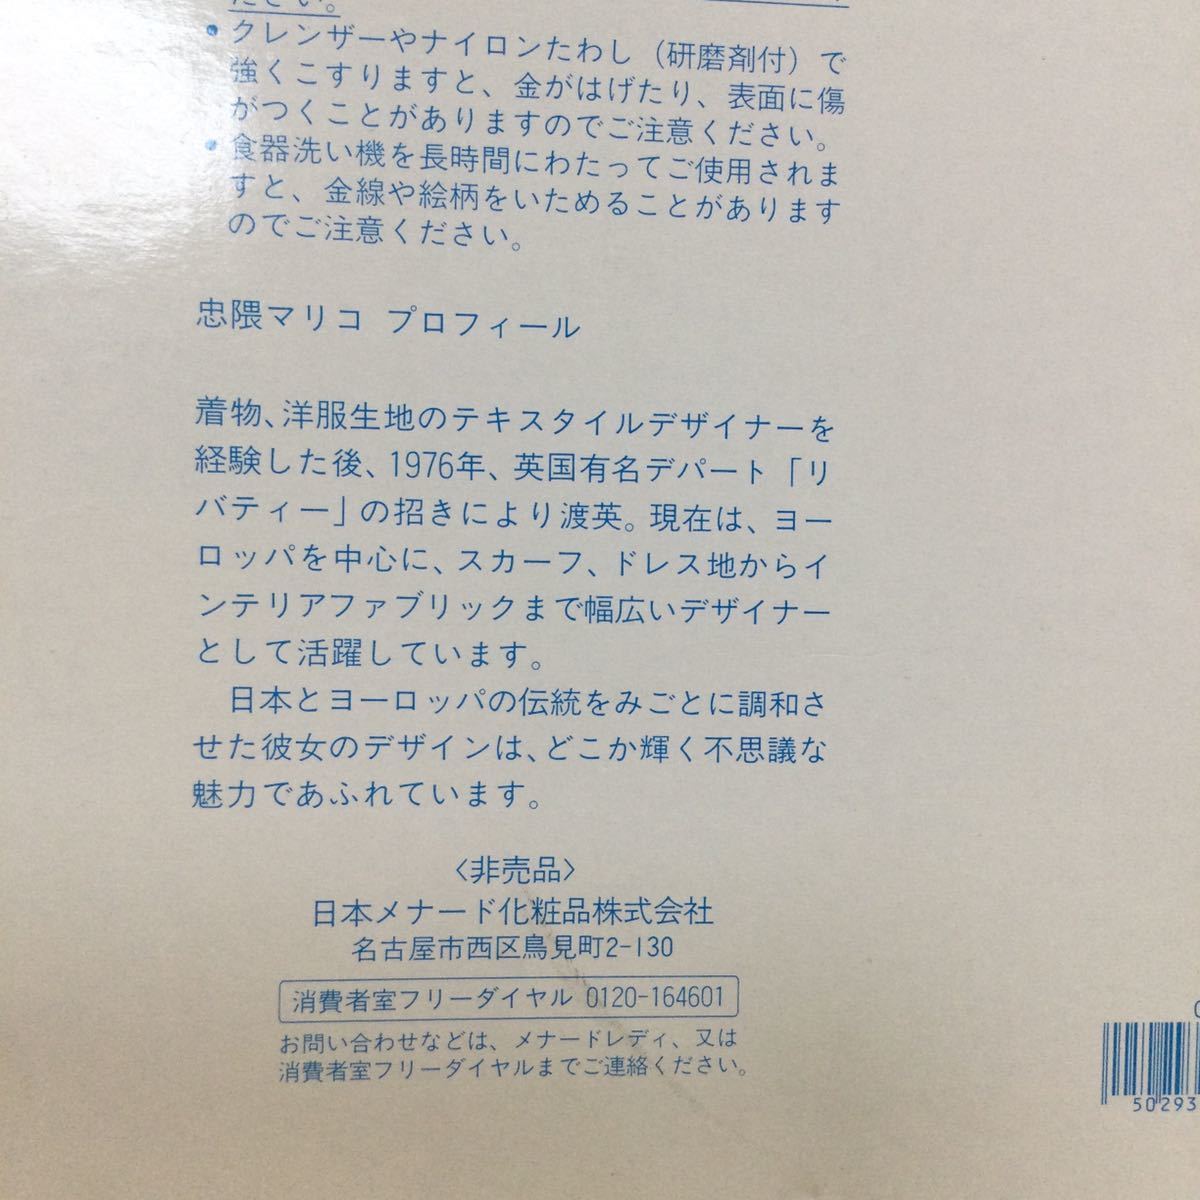 ださい。
• クレンザーやナイロンたわし（研磨剤付）で
強くこすりますと、金がはげたり、表面に傷
がつくことがありますのでご注意ください。
• 食器洗い機を長時間にわたってご使用されま
すと、金線や絵柄をいためることがあります
のでご注意ください。
忠隈マリコ プロフィール
着物、洋服生地のテキスタイルデザイナーを
経験した後、1976年、英国有名デパート「リ
バティー」の招きにより渡英。現在は、ヨー
ロッパを中心に、スカーフ、ドレス地からイ
ンテリアファブリックまで幅広いデザイナー
として活躍しています。
日本とヨーロッパの伝統をみごとに調和さ
せた彼女のデザインは、どこか輝く不思議な
魅力であふれています。
〈非売品〉
日本メナード化粧品株式会社
名古屋市西区鳥見町2-130
消費者室フリーダイヤル 0120-164601
お問い合わせなどは、メナードレディ、又は
消費者室フリーダイヤルまでご連絡ください。
50293